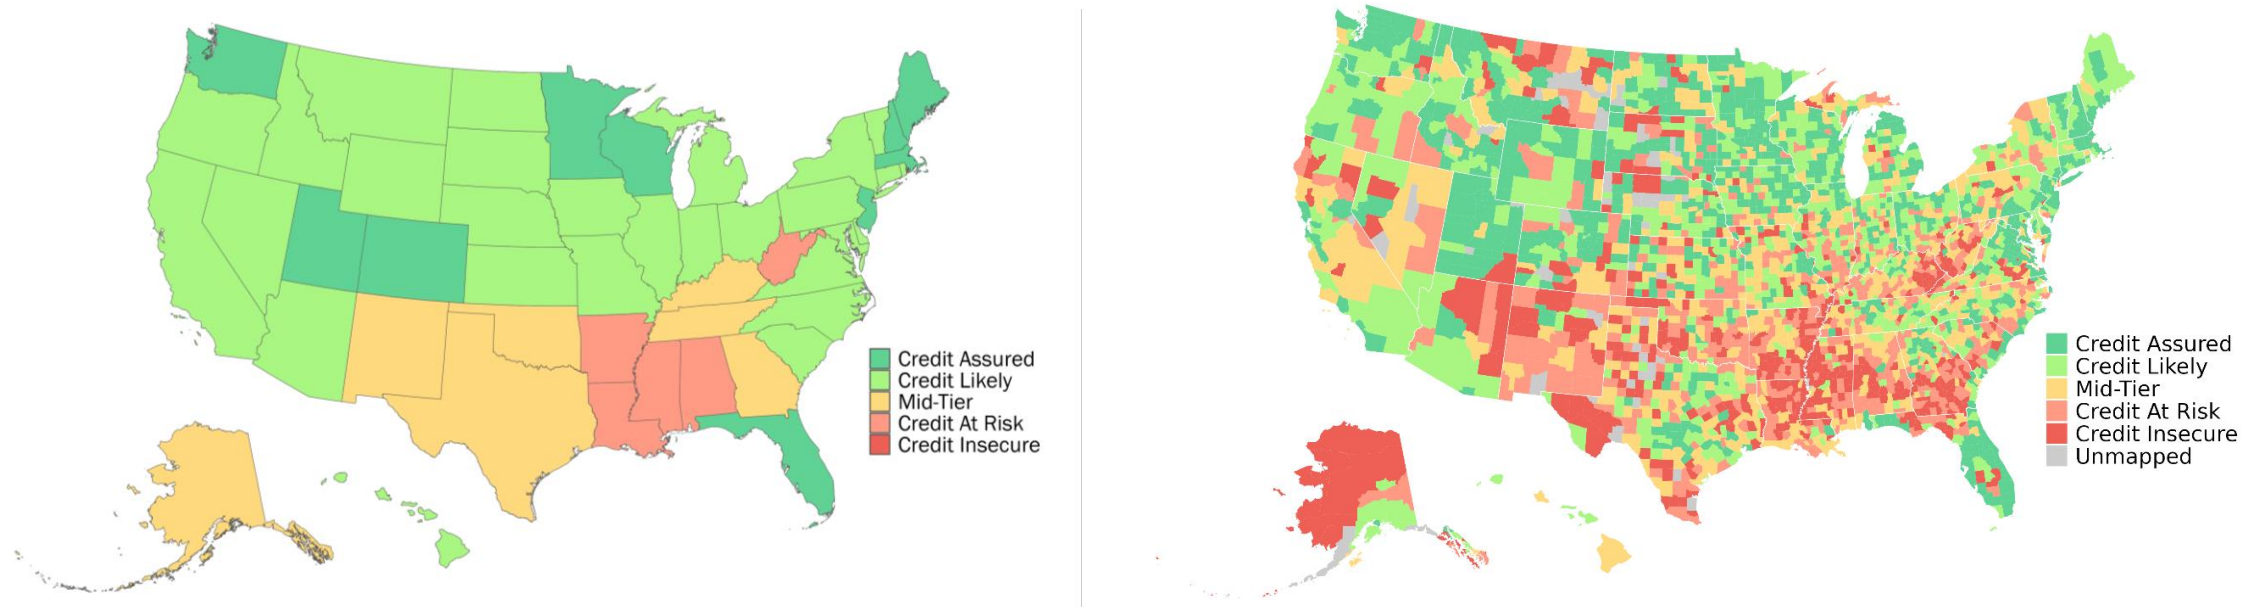 Credit Assured
Credit Likely
Mid-Tier
Credit At Risk
Credit Insecure
Credit Assured
Credit Likely
Mid-Tier
Credit At Risk
Credit Insecure
Unmapped